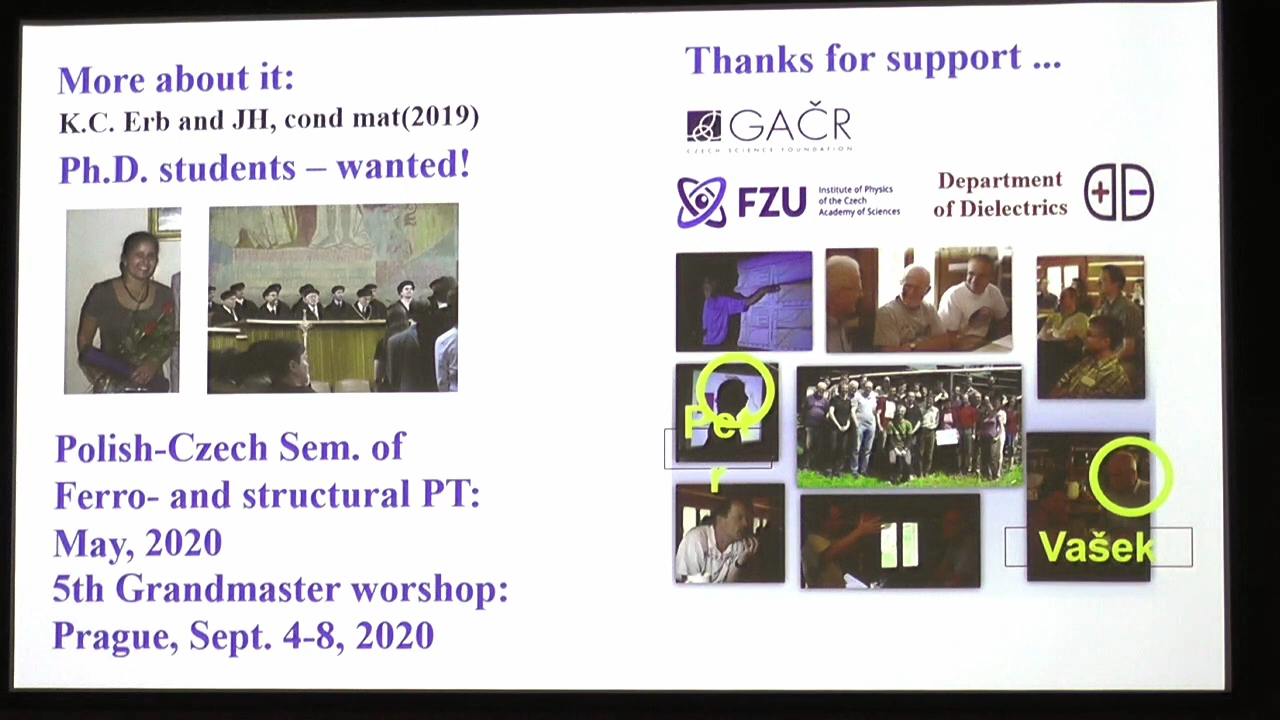 More about it:
K.C. Erb and JH, cond mat(2019)
Ph.D. students – wanted!
Polish-Czech Sem. of
Ferro- and structural PT:
May, 2020
5th Grandmaster worshop:
Prague, Sept. 4-8, 2020
Thanks for support ...
GAČR
CZECH SCIENCE FOUNDATION
FZU
Institute of Physics
of the Czech
Academy of Sciences
Department
of Dielectrics
+ −
Pet
r
Vašek